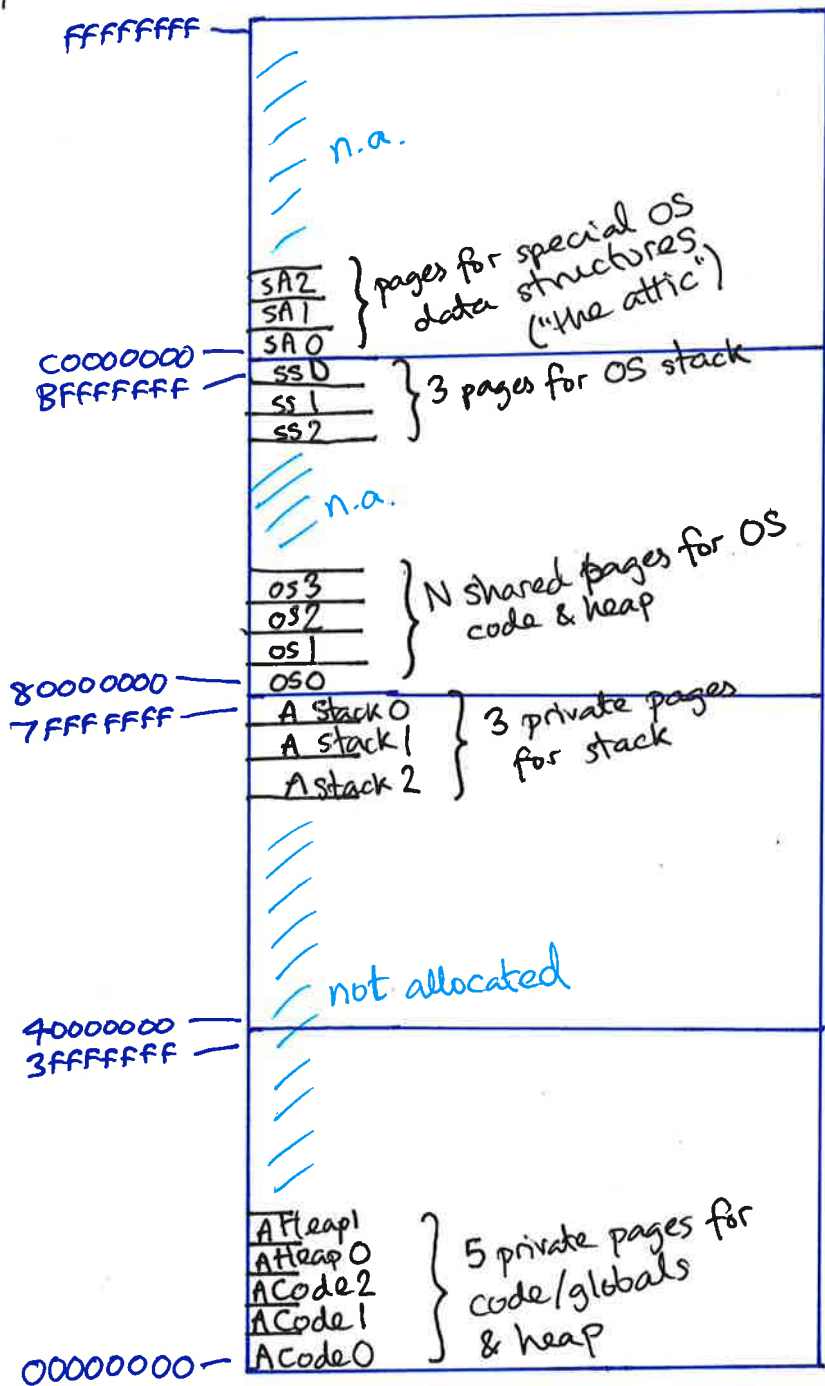 FFFFFFFF
n.a.
SA2
SA1
SA0
pages for special OS
data structures
("the attic")
C0000000
BFFFFFFF
SS0
SS1
SS2
3 pages for OS stack
n.a.
OS3
OS2
OS1
OS0
N shared pages for OS
code & heap
80000000
7FFFFFFF
A Stack 0
A Stack 1
A Stack 2
3 private pages
for stack
not allocated
40000000
3FFFFFFF
AHeap1
AHeap0
ACode2
ACode1
ACode0
5 private pages for
code/globals
& heap
00000000